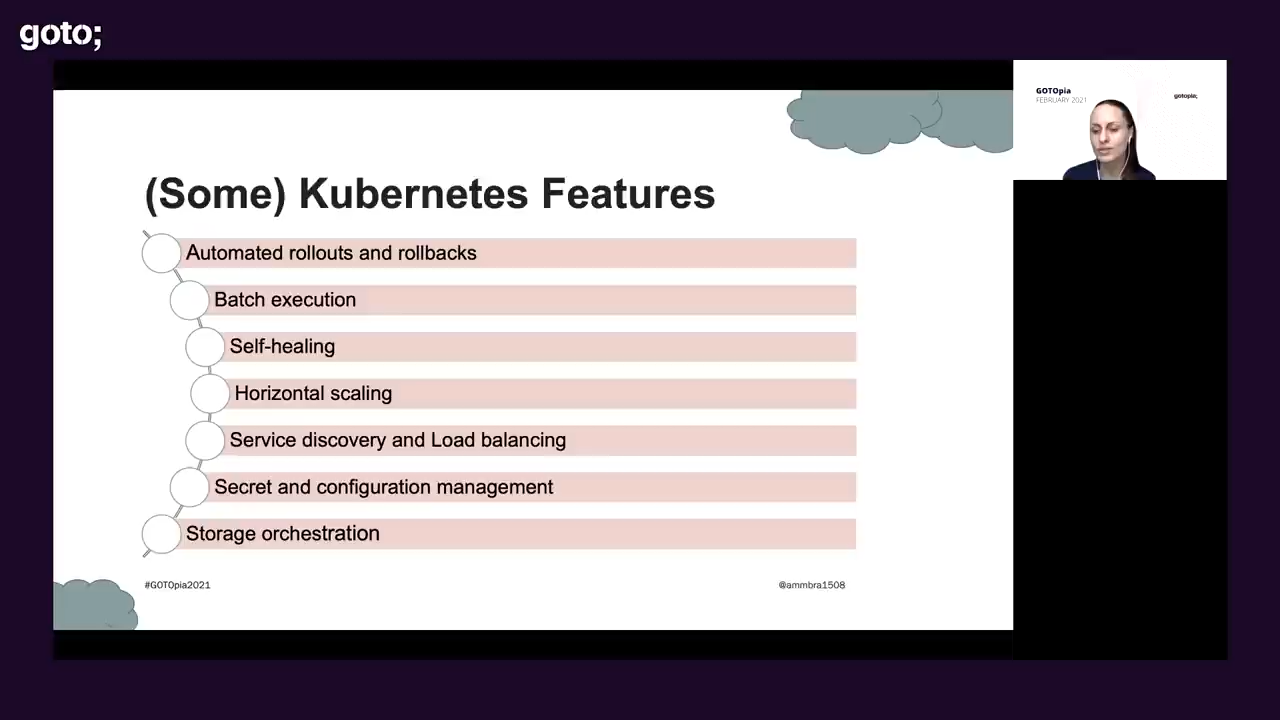 goto;
GOTOpia
FEBRUARY 2021
gotopia;
(Some) Kubernetes Features
Automated rollouts and rollbacks
Batch execution
Self-healing
Horizontal scaling
Service discovery and Load balancing
Secret and configuration management
Storage orchestration
#GOTOpia2021
@ammbra1508